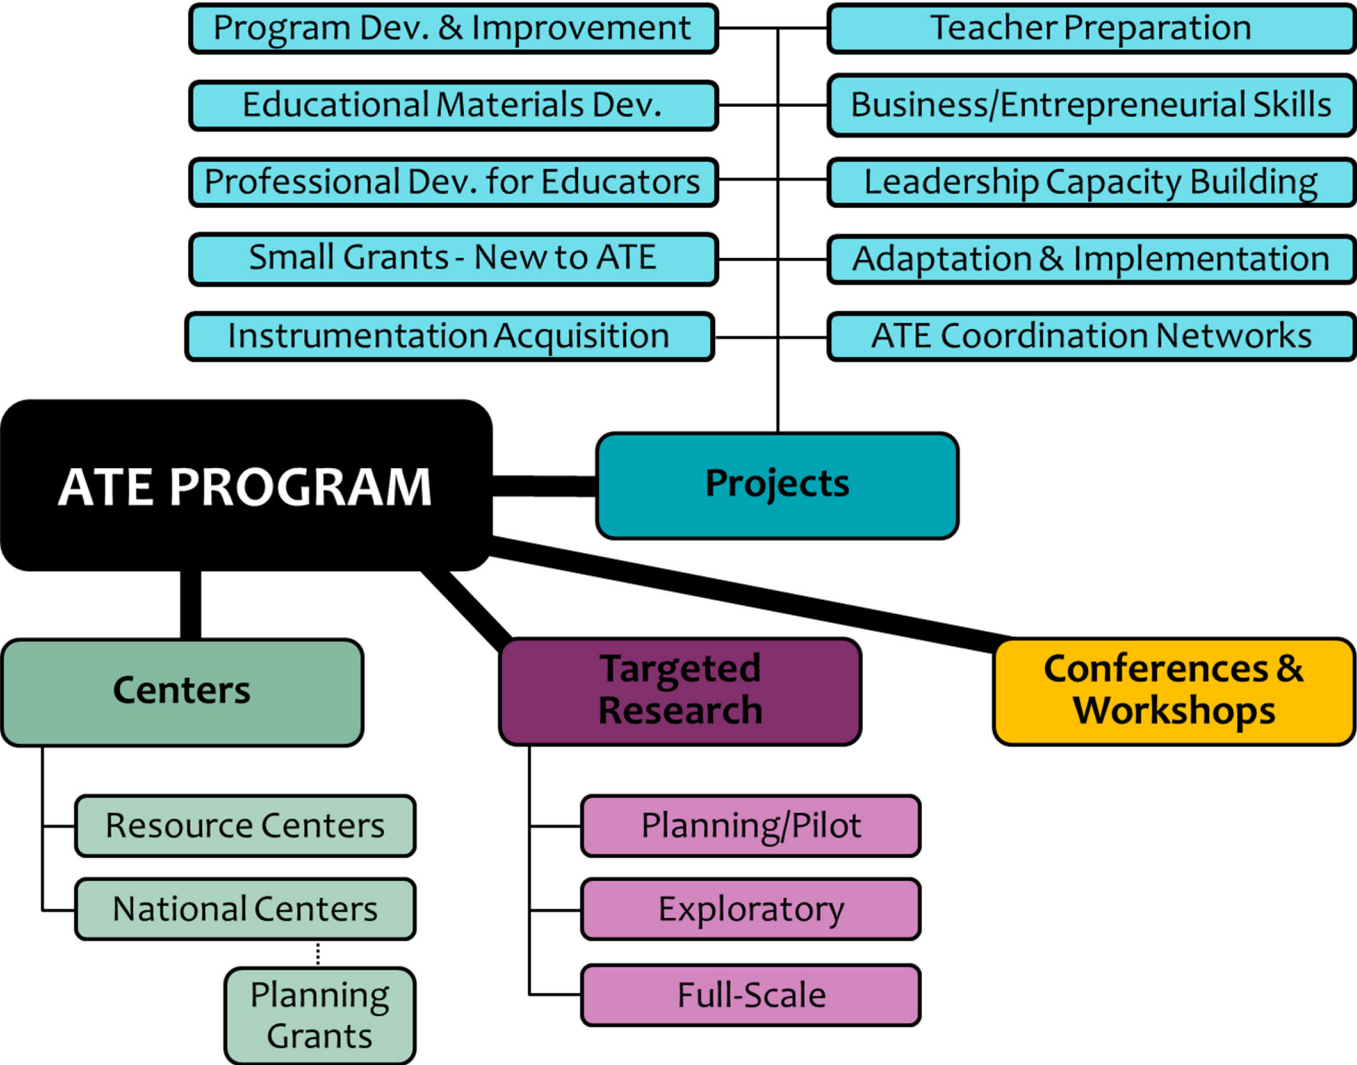 Program Dev. & Improvement
Teacher Preparation
Educational Materials Dev.
Business/Entrepreneurial Skills
Professional Dev. for Educators
Leadership Capacity Building
Small Grants - New to ATE
Adaptation & Implementation
Instrumentation Acquisition
ATE Coordination Networks
ATE PROGRAM
Projects
Centers
Targeted
Research
Conferences &
Workshops
Resource Centers
National Centers
Planning
Grants
Planning/Pilot
Exploratory
Full-Scale